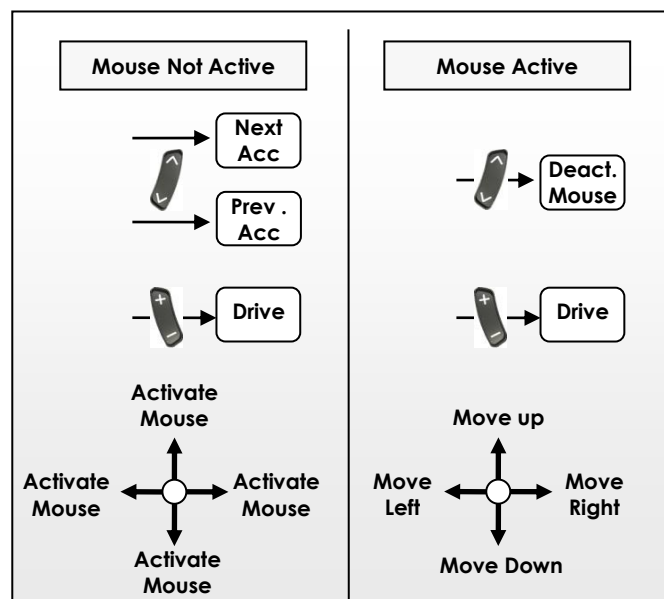 Mouse Not Active
Next
Acc
Prev .
Acc
+
−
Drive
Activate
Mouse
Activate
Mouse
Activate
Mouse
Activate
Mouse
Mouse Active
Deact.
Mouse
+
−
Drive
Move up
Move
Left
Move
Right
Move Down